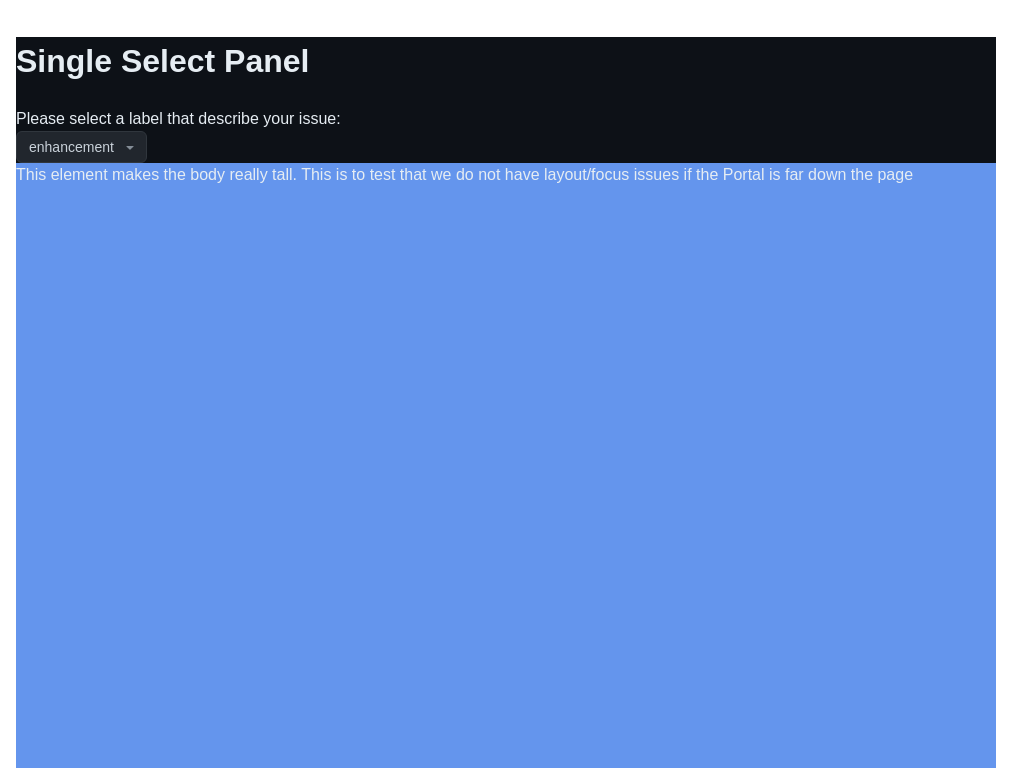 Single Select Panel
Please select a label that describe your issue:
enhancement
This element makes the body really tall. This is to test that we do not have layout/focus issues if the Portal is far down the page